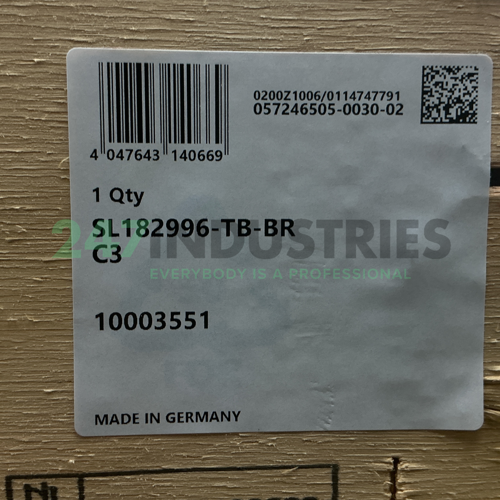 0200Z1006/0114747791
057246505-0030-02
4 047643 140669
1 Qty
SL182996-TB-BR
C3
247 INDUSTRIES
EVERYBODY IS A PROFESSIONAL
10003551
MADE IN GERMANY